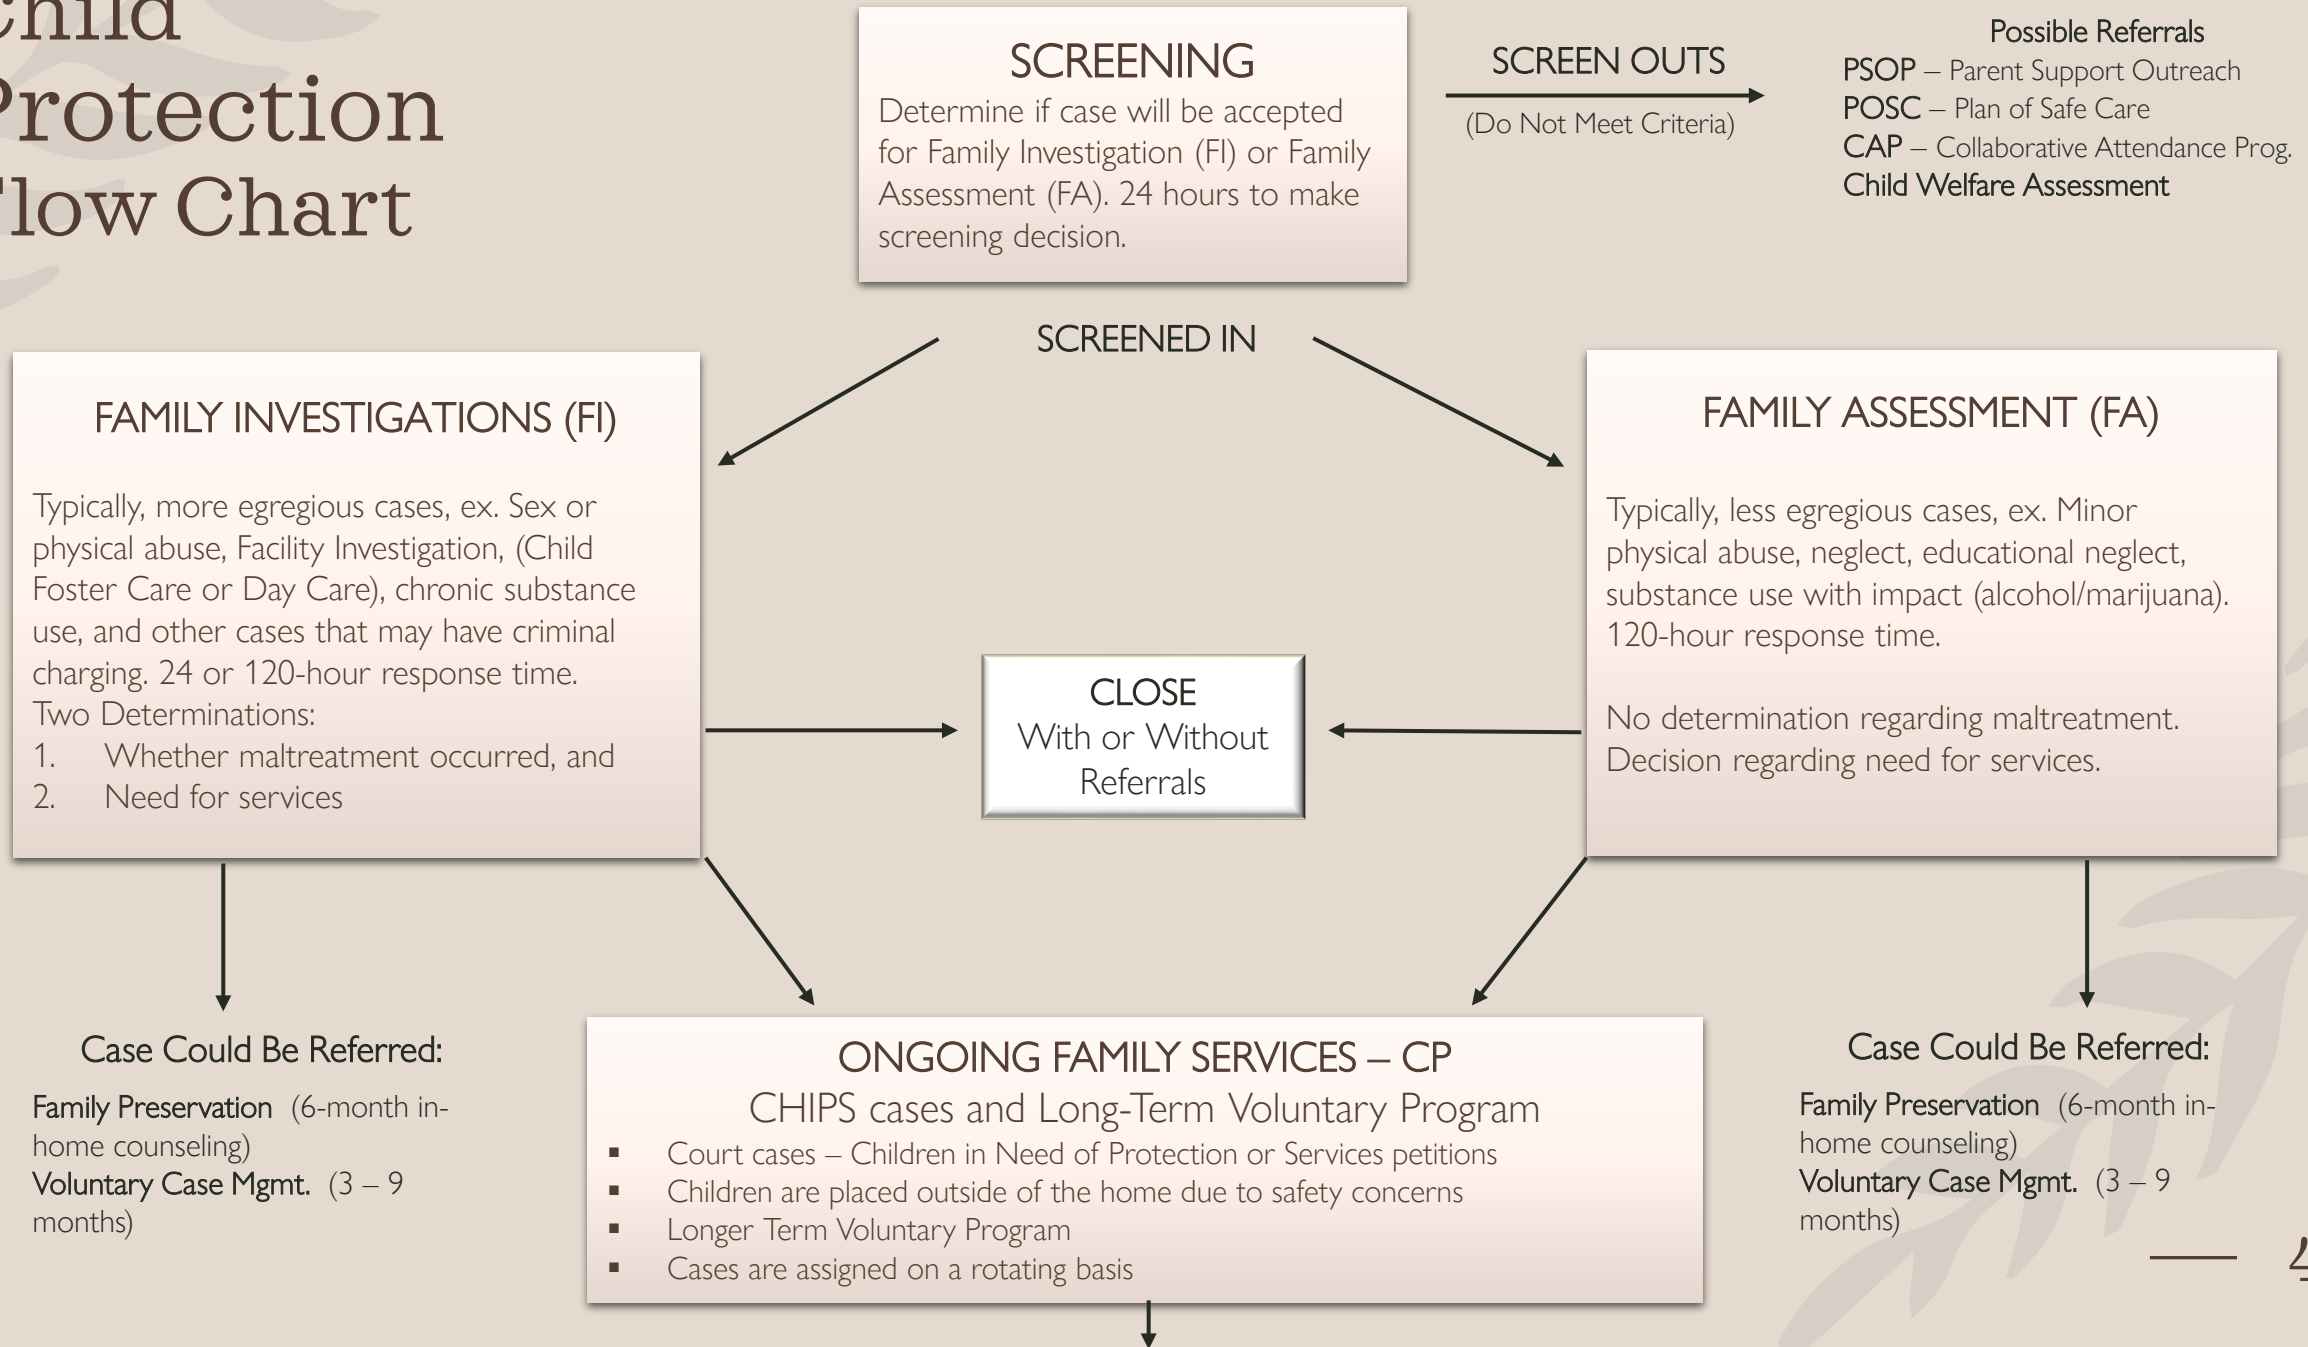 Child
Protection
Flow Chart
SCREENING
Determine if case will be accepted
for Family Investigation (FI) or Family
Assessment (FA). 24 hours to make
screening decision.
SCREEN OUTS
(Do Not Meet Criteria)
Possible Referrals
PSOP – Parent Support Outreach
POSC – Plan of Safe Care
CAP – Collaborative Attendance Prog.
Child Welfare Assessment
SCREENED IN
FAMILY INVESTIGATIONS (FI)
Typically, more egregious cases, ex. Sex or
physical abuse, Facility Investigation, (Child
Foster Care or Day Care), chronic substance
use, and other cases that may have criminal
charging. 24 or 120-hour response time.
Two Determinations:
1. Whether maltreatment occurred, and
2. Need for services
FAMILY ASSESSMENT (FA)
Typically, less egregious cases, ex. Minor
physical abuse, neglect, educational neglect,
substance use with impact (alcohol/marijuana).
120-hour response time.
No determination regarding maltreatment.
Decision regarding need for services.
CLOSE
With or Without
Referrals
Case Could Be Referred:
Family Preservation (6-month in-
home counseling)
Voluntary Case Mgmt. (3 – 9
months)
ONGOING FAMILY SERVICES – CP
CHIPS cases and Long-Term Voluntary Program
▪ Court cases – Children in Need of Protection or Services petitions
▪ Children are placed outside of the home due to safety concerns
▪ Longer Term Voluntary Program
▪ Cases are assigned on a rotating basis
Case Could Be Referred:
Family Preservation (6-month in-
home counseling)
Voluntary Case Mgmt. (3 – 9
months)